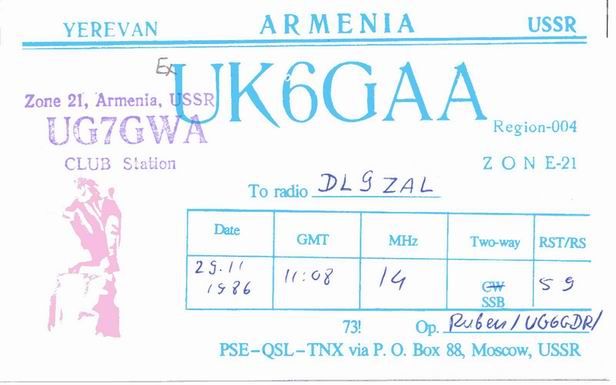 YEREVAN ARMENIA USSR
Ex UK6GAA
Zone 21, Armenia, USSR
UG7GWA
CLUB Station
Region-004
ZONE-21
To radio DL9ZAL
Date GMT MHz Two-way RST/RS
29.11 1986 11:08 14 CW SSB 59
73! Op. Ruben/UG6GDR/
PSE-QSL-TNX via P. O. Box 88, Moscow, USSR